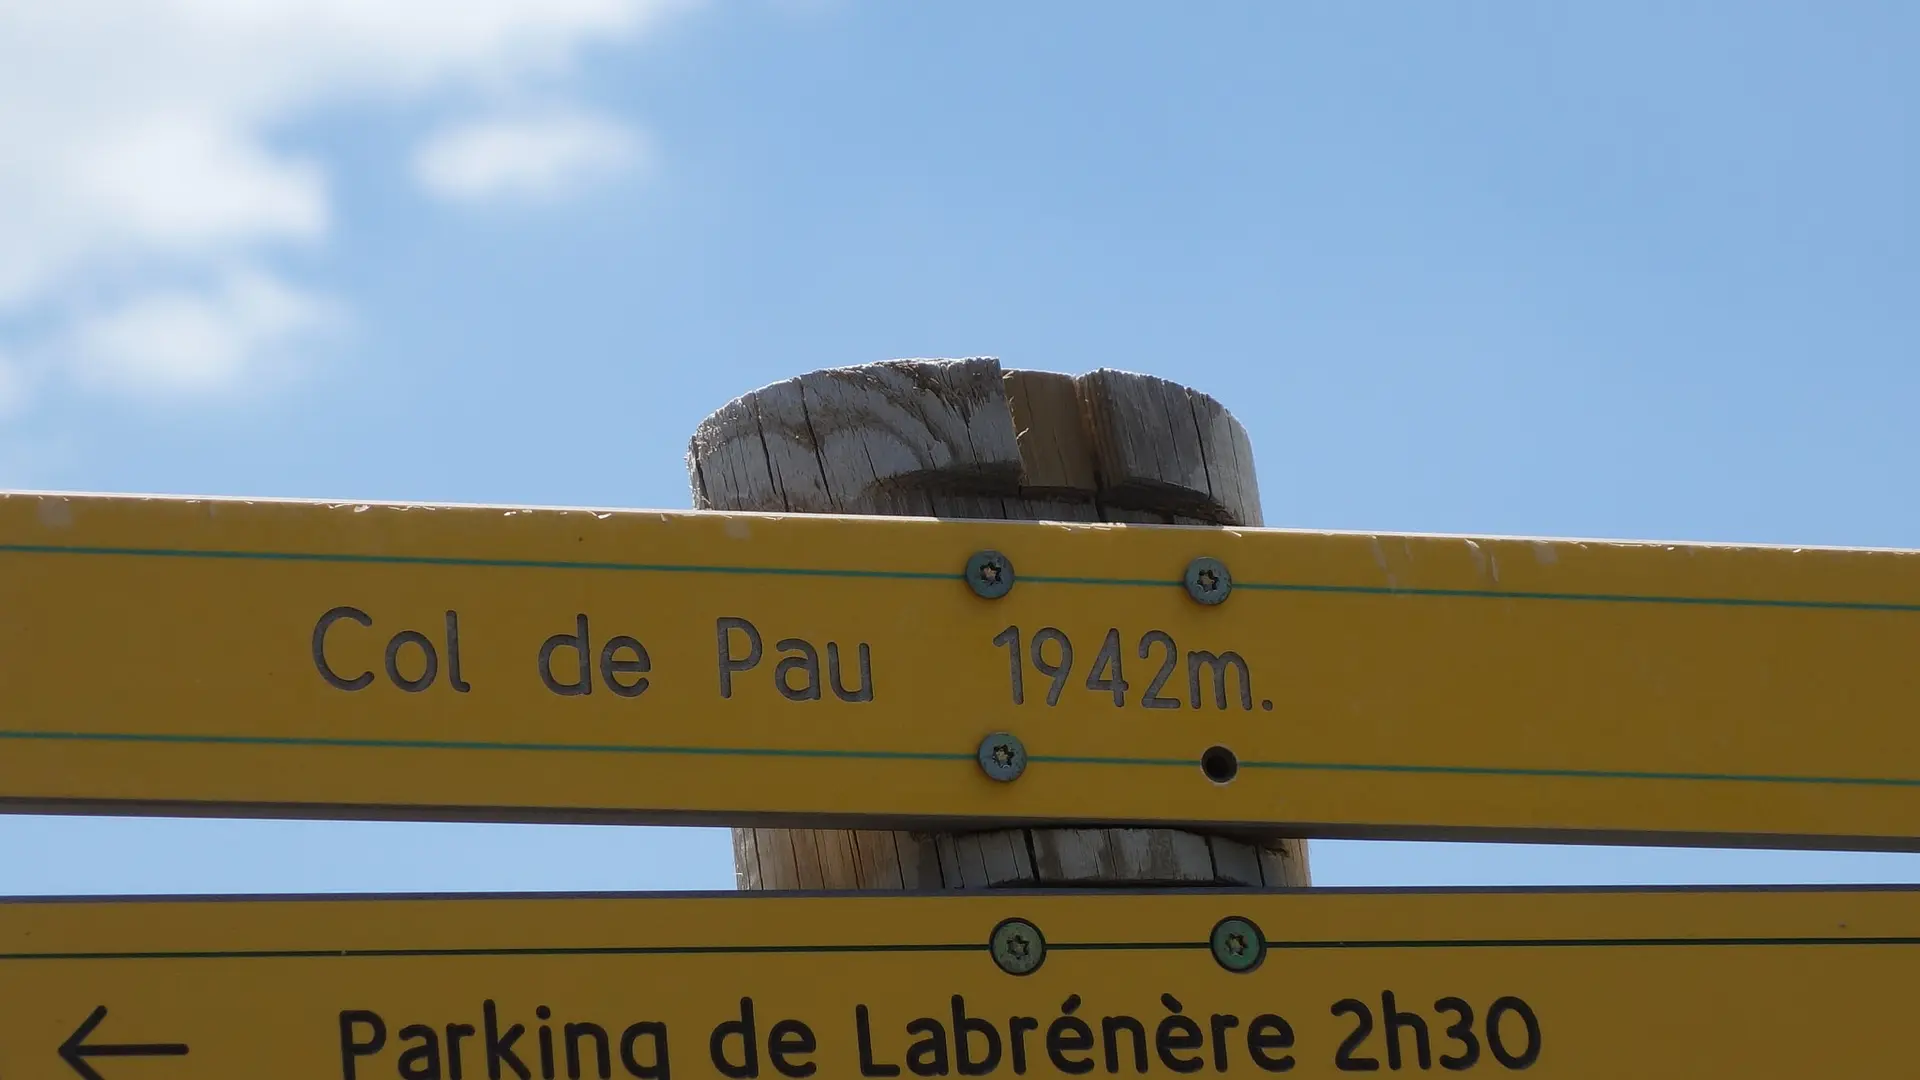 Col de Pau 1942m.
← Parking de Labrénère 2h30